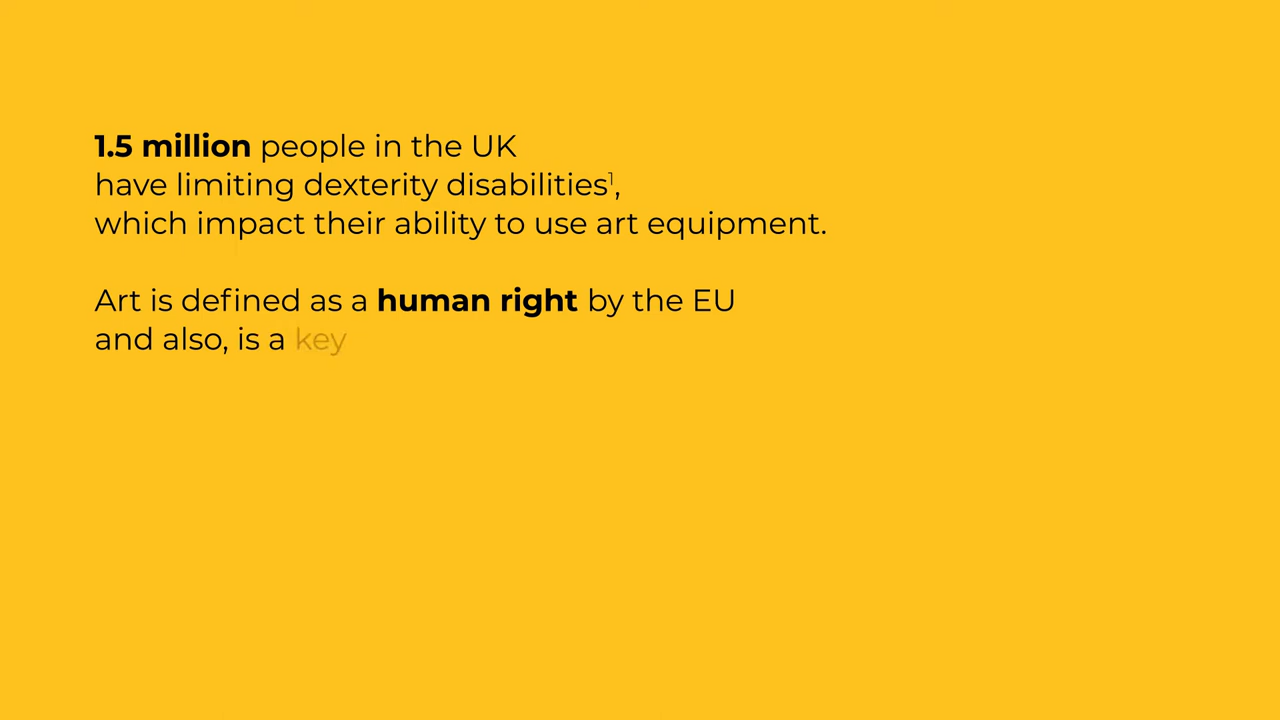 1.5 million people in the UK
have limiting dexterity disabilities¹,
which impact their ability to use art equipment.
Art is defined as a human right by the EU
and also, is a key